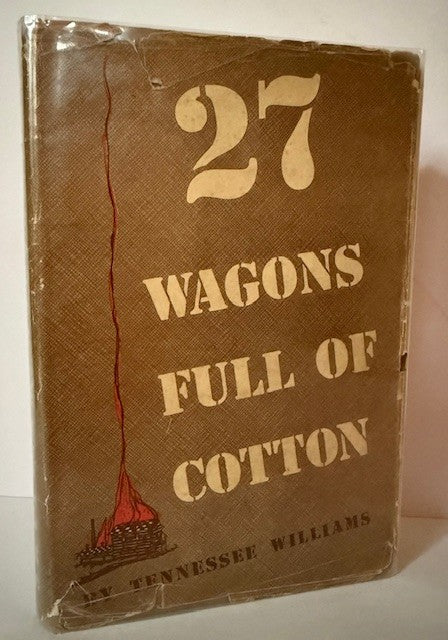 27
WAGONS
FULL OF
COTTON
BY TENNESSEE WILLIAMS